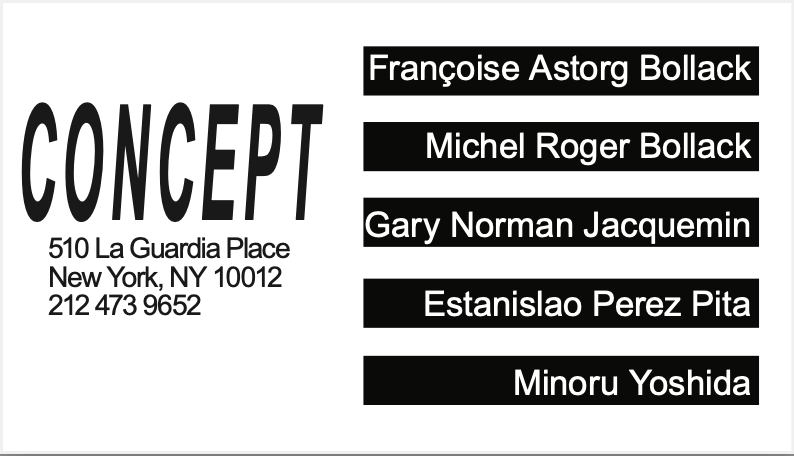 CONCEPT
510 La Guardia Place
New York, NY 10012
212 473 9652
Françoise Astorg Bollack
Michel Roger Bollack
Gary Norman Jacquemin
Estanislao Perez Pita
Minoru Yoshida